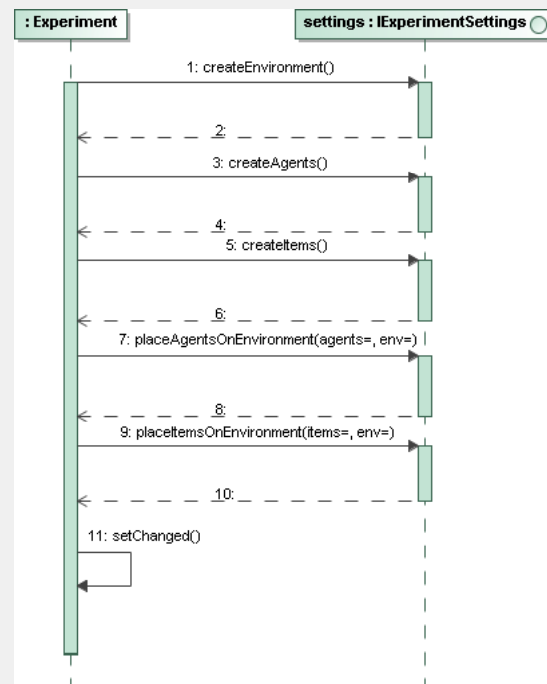 : Experiment
settings : IExperimentSettings
1: createEnvironment()
2:
3: createAgents()
4:
5: createItems()
6:
7: placeAgentsOnEnvironment(agents=, env=)
8:
9: placeItemsOnEnvironment(items=, env=)
10:
11: setChanged()